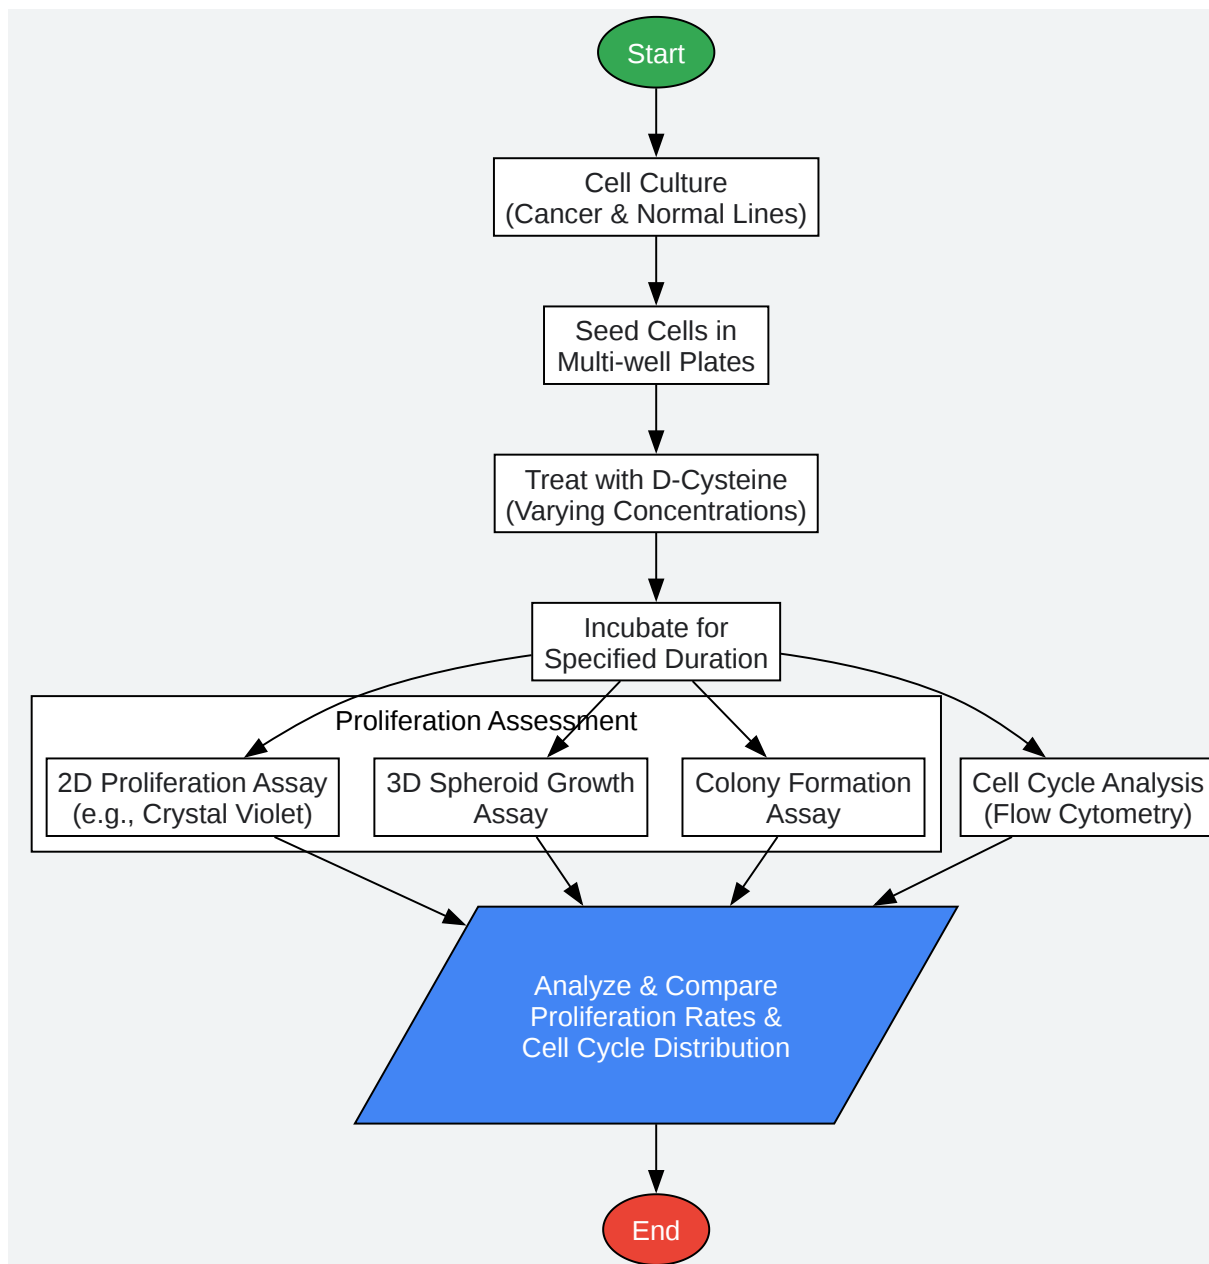 Start
Cell Culture
(Cancer & Normal Lines)
Seed Cells in
Multi-well Plates
Treat with D-Cysteine
(Varying Concentrations)
Incubate for
Specified Duration
Proliferation Assessment
2D Proliferation Assay
(e.g., Crystal Violet)
3D Spheroid Growth
Assay
Colony Formation
Assay
Cell Cycle Analysis
(Flow Cytometry)
Analyze & Compare
Proliferation Rates &
Cell Cycle Distribution
End